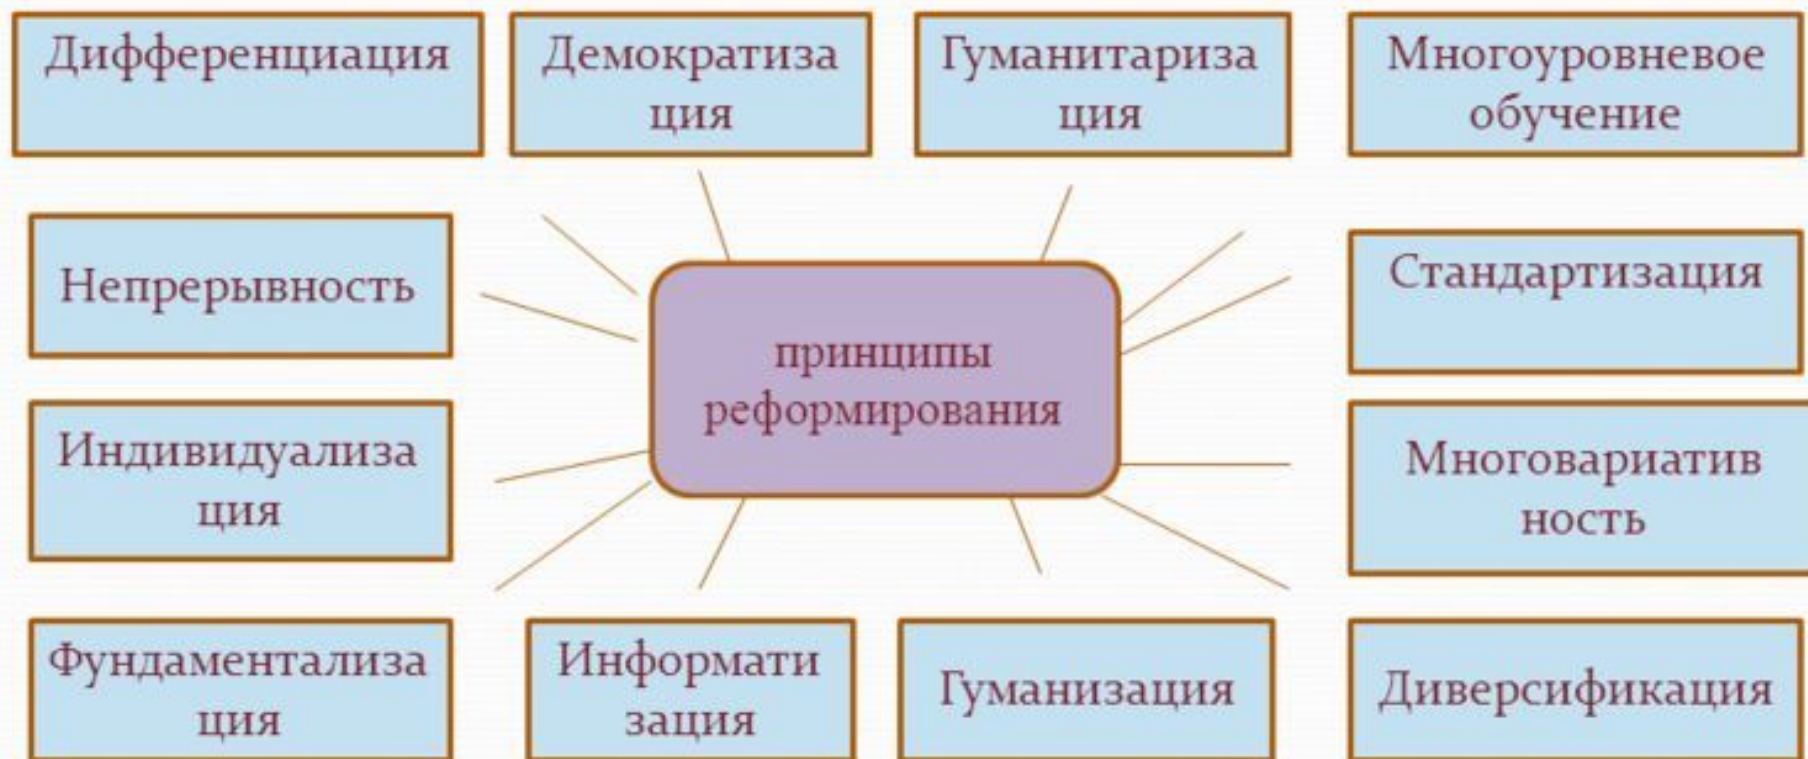 Дифференциация
Демократиза
ция
Гуманитариза
ция
Многоуровневое
обучение
Непрерывность
Стандартизация
принципы
реформирования
Индивидуализа
ция
Многовариатив
ность
Фундаментализа
ция
Информати
зация
Гуманизация
Диверсификация